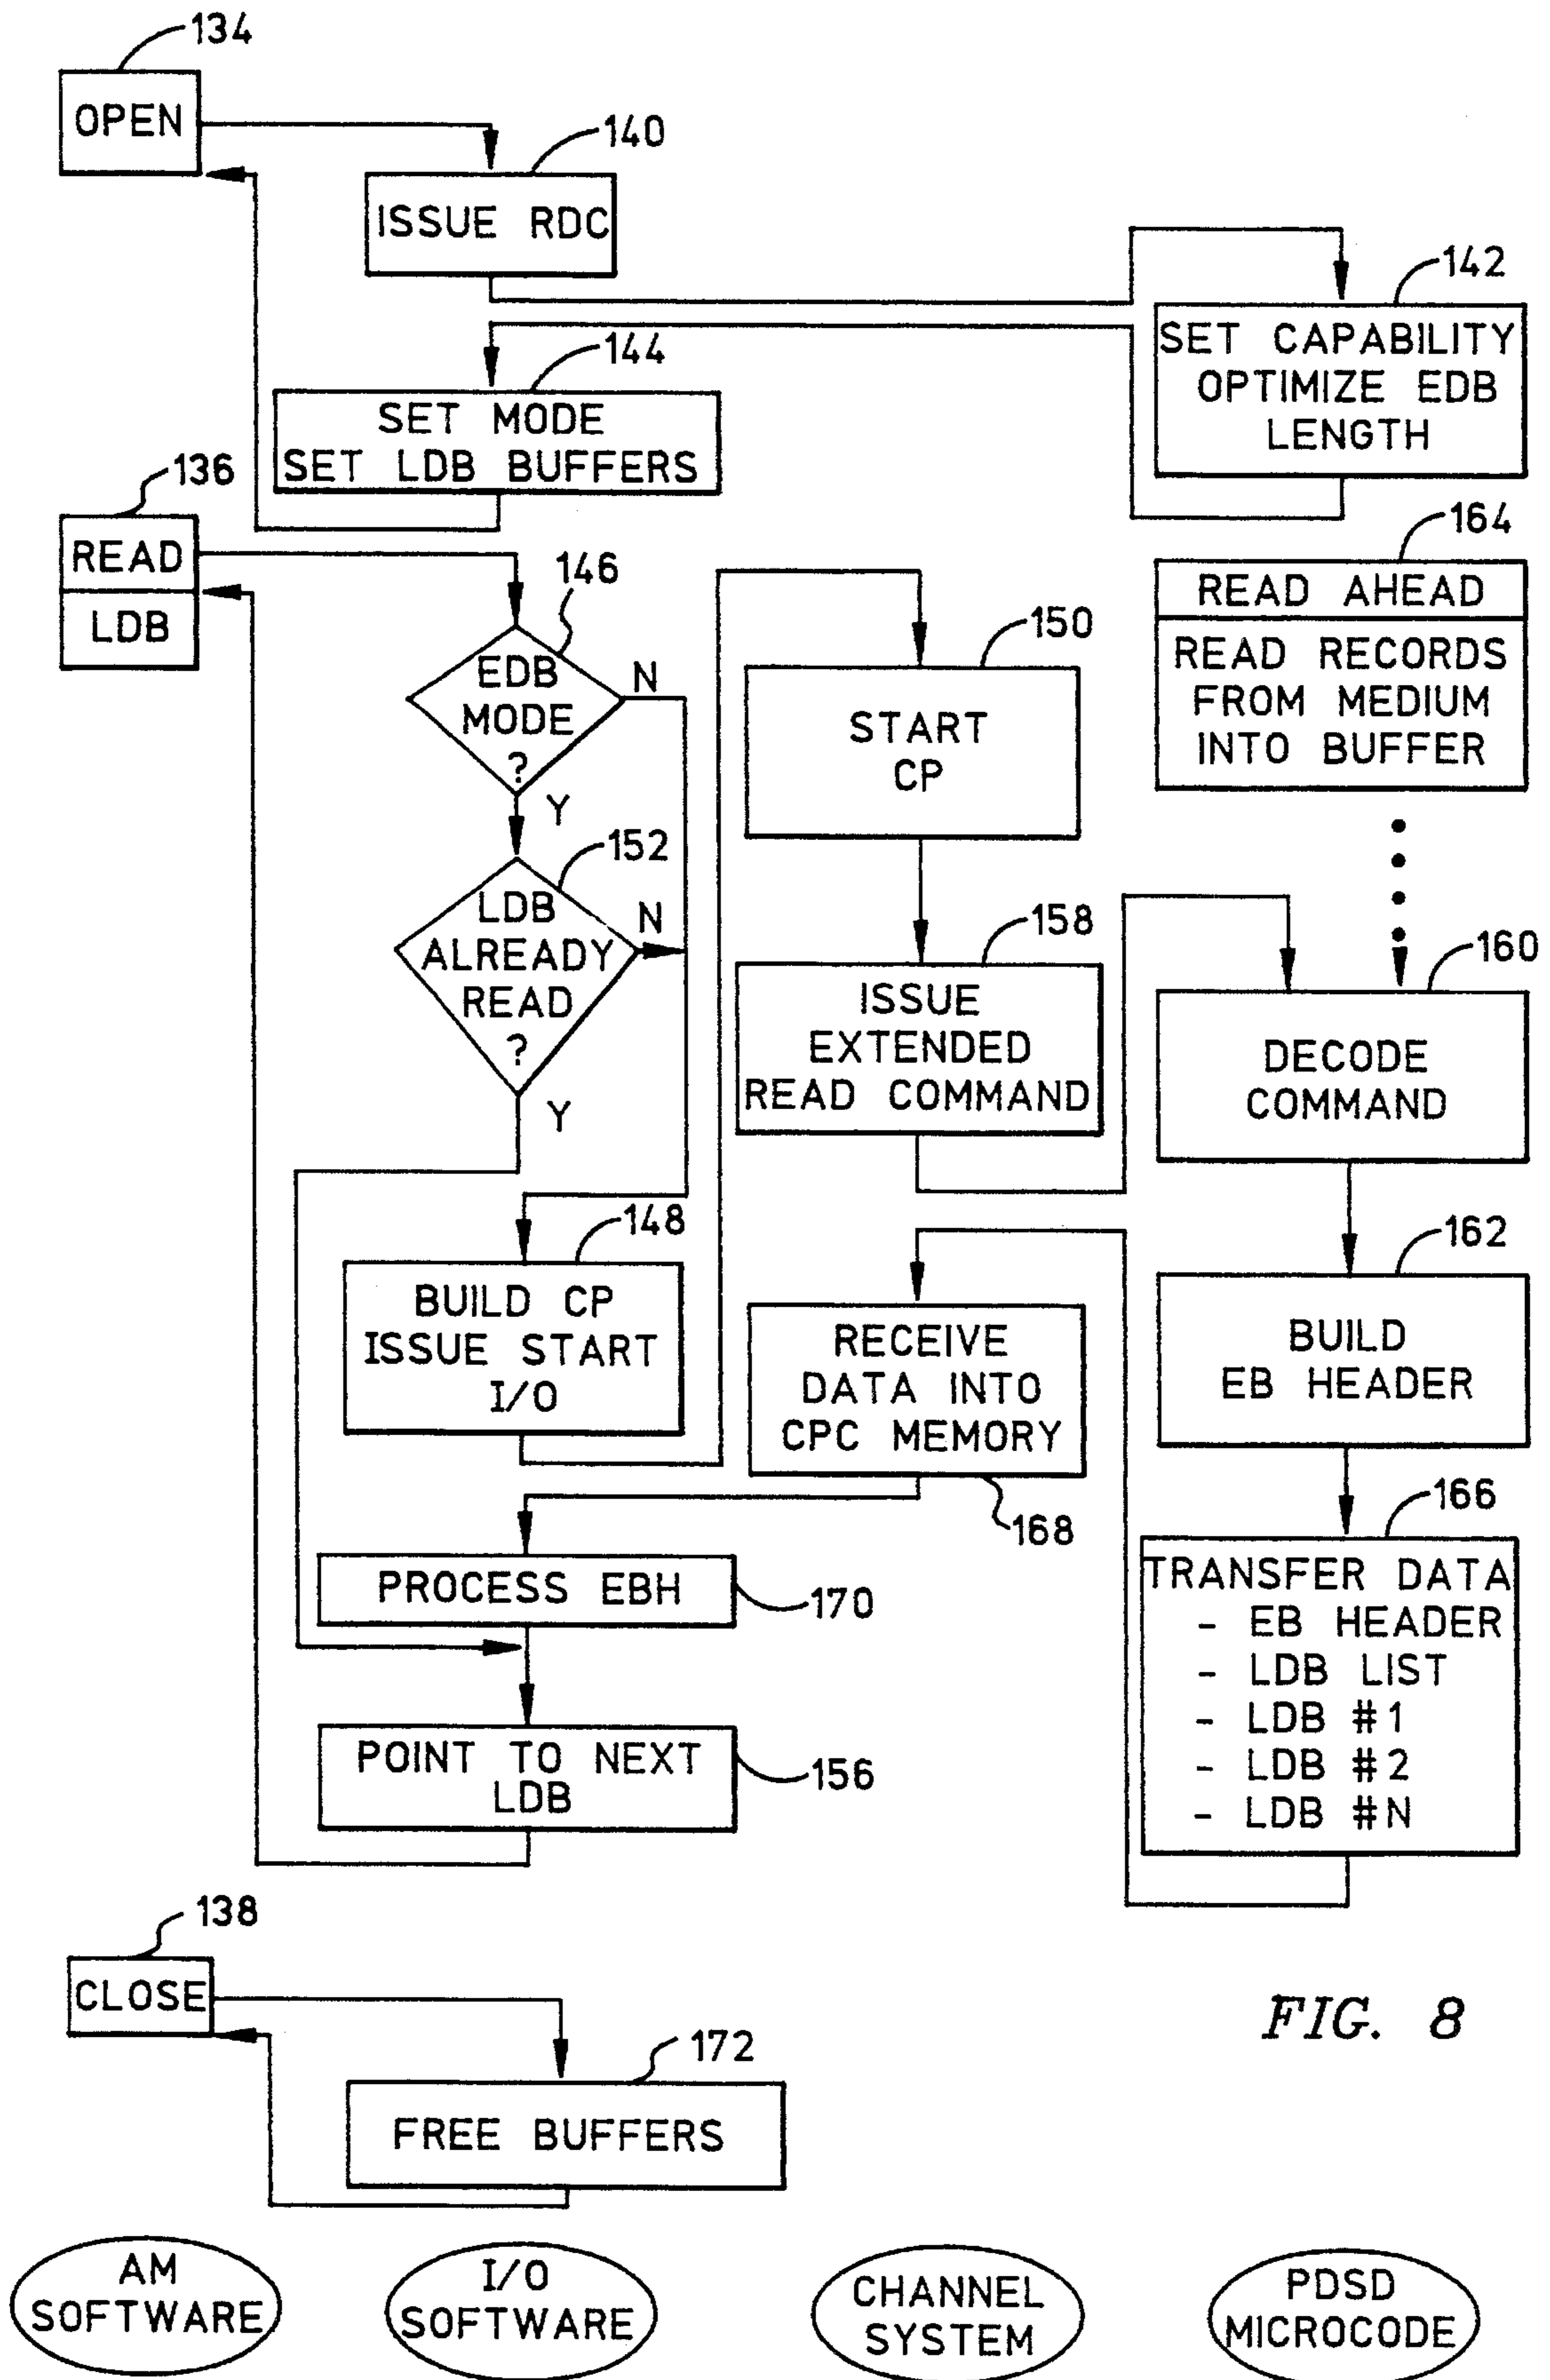 134
OPEN
140
ISSUE RDC
142
SET CAPABILITY
OPTIMIZE EDB
LENGTH
144
SET MODE
SET LDB BUFFERS
136
READ
LDB
146
EDB
MODE
?
N
Y
164
READ AHEAD
READ RECORDS
FROM MEDIUM
INTO BUFFER
150
START
CP
152
LDB
ALREADY
READ
?
N
Y
158
ISSUE
EXTENDED
READ COMMAND
160
DECODE
COMMAND
148
BUILD CP
ISSUE START
I/O
162
BUILD
EB HEADER
RECEIVE
DATA INTO
CPC MEMORY
168
166
TRANSFER DATA
- EB HEADER
- LDB LIST
- LDB #1
- LDB #2
- LDB #N
PROCESS EBH
170
POINT TO NEXT
LDB
156
138
CLOSE
172
FREE BUFFERS
FIG. 8
AM
SOFTWARE
I/O
SOFTWARE
CHANNEL
SYSTEM
PDSD
MICROCODE